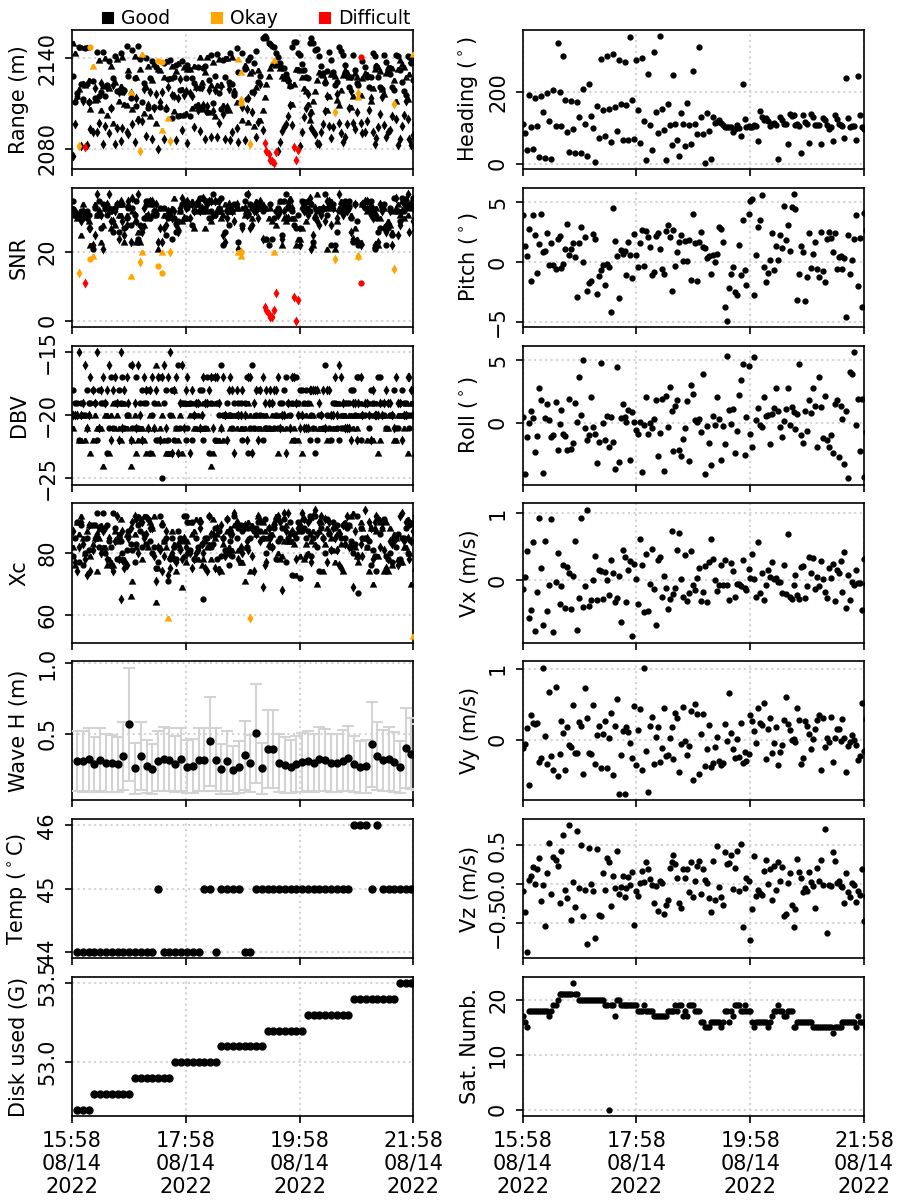 Good Okay Difficult
Range (m)
2140
2080
Heading (°)
200
0
SNR
20
0
Pitch (°)
5
0
−5
DBV
−15
−20
−25
Roll (°)
5
0
Xc
80
60
Vx (m/s)
1
0
Wave H (m)
1.0
0.5
Vy (m/s)
1
0
Temp (°C)
46
45
44
Vz (m/s)
0.5
0.0
−0.5
Disk used (G)
53.5
53.0
Sat. Numb.
20
10
0
15:58 17:58 19:58 21:58
08/14 08/14 08/14 08/14
2022 2022 2022 2022
15:58 17:58 19:58 21:58
08/14 08/14 08/14 08/14
2022 2022 2022 2022